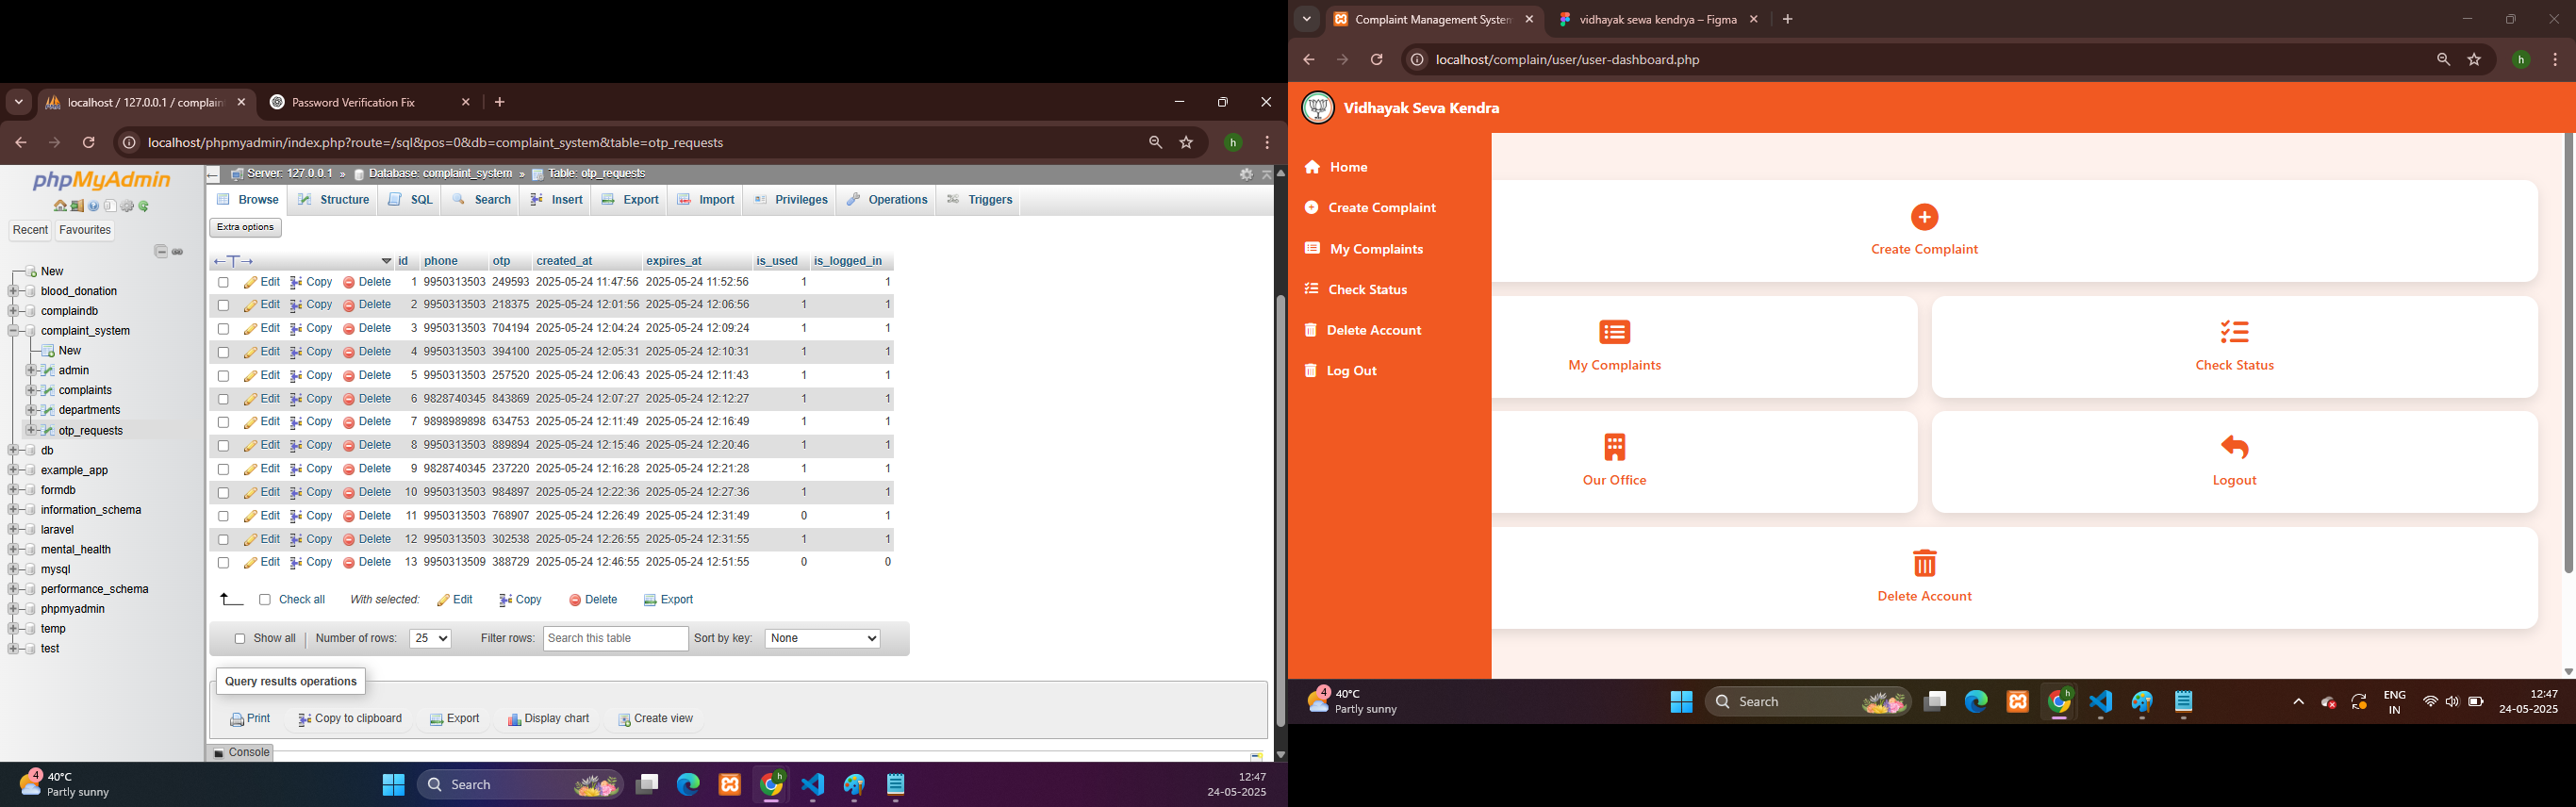 localhost / 127.0.0.1 / complain
Password Verification Fix
localhost/phpmyadmin/index.php?route=/sql&pos=0&db=complaint_system&table=otp_requests
h
phpMyAdmin
Recent Favourites
New
blood_donation
complaindb
complaint_system
New
admin
complaints
departments
otp_requests
db
example_app
formdb
information_schema
laravel
mental_health
mysql
performance_schema
phpmyadmin
temp
test
Server: 127.0.0.1 » Database: complaint_system » Table: otp_requests
Browse Structure SQL Search Insert Export Import Privileges Operations Triggers
Extra options
id phone otp created_at expires_at is_used is_logged_in
Edit Copy Delete 1 9950313503 249593 2025-05-24 11:47:56 2025-05-24 11:52:56 1 1
Edit Copy Delete 2 9950313503 218375 2025-05-24 12:01:56 2025-05-24 12:06:56 1 1
Edit Copy Delete 3 9950313503 704194 2025-05-24 12:04:24 2025-05-24 12:09:24 1 1
Edit Copy Delete 4 9950313503 394100 2025-05-24 12:05:31 2025-05-24 12:10:31 1 1
Edit Copy Delete 5 9950313503 257520 2025-05-24 12:06:43 2025-05-24 12:11:43 1 1
Edit Copy Delete 6 9828740345 843869 2025-05-24 12:07:27 2025-05-24 12:12:27 1 1
Edit Copy Delete 7 9898989898 634753 2025-05-24 12:11:49 2025-05-24 12:16:49 1 1
Edit Copy Delete 8 9950313503 889894 2025-05-24 12:15:46 2025-05-24 12:20:46 1 1
Edit Copy Delete 9 9828740345 237220 2025-05-24 12:16:28 2025-05-24 12:21:28 1 1
Edit Copy Delete 10 9950313503 984897 2025-05-24 12:22:36 2025-05-24 12:27:36 1 1
Edit Copy Delete 11 9950313503 768907 2025-05-24 12:26:49 2025-05-24 12:31:49 0 1
Edit Copy Delete 12 9950313503 302538 2025-05-24 12:26:55 2025-05-24 12:31:55 1 1
Edit Copy Delete 13 9950313509 388729 2025-05-24 12:46:55 2025-05-24 12:51:55 0 0
Check all With selected: Edit Copy Delete Export
Show all Number of rows: 25 Filter rows: Search this table Sort by key: None
Query results operations
Print Copy to clipboard Export Display chart Create view
Console
4
40°C
Partly sunny
Search
h
12:47
24-05-2025
Complaint Management System
vidhayak sewa kendrya – Figma
localhost/complain/user/user-dashboard.php
h
Vidhayak Seva Kendra
Home
Create Complaint
My Complaints
Check Status
Delete Account
Log Out
Create Complaint
My Complaints
Check Status
Our Office
Logout
Delete Account
4
40°C
Partly sunny
Search
h
ENG
IN
12:47
24-05-2025